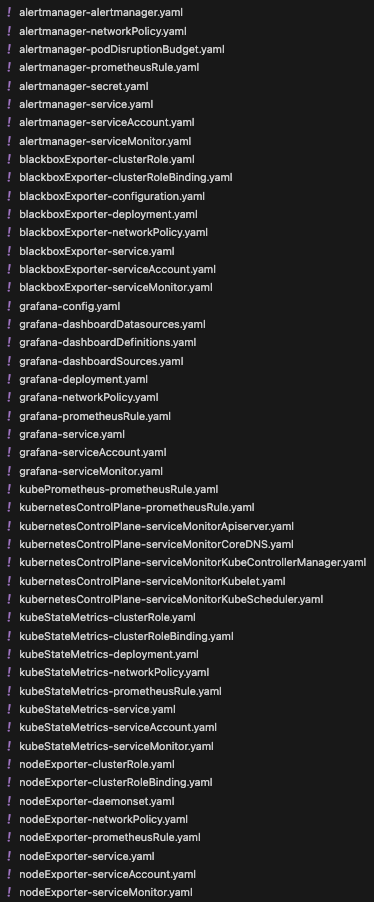 ! alertmanager-alertmanager.yaml
! alertmanager-networkPolicy.yaml
! alertmanager-podDisruptionBudget.yaml
! alertmanager-prometheusRule.yaml
! alertmanager-secret.yaml
! alertmanager-service.yaml
! alertmanager-serviceAccount.yaml
! alertmanager-serviceMonitor.yaml
! blackboxExporter-clusterRole.yaml
! blackboxExporter-clusterRoleBinding.yaml
! blackboxExporter-configuration.yaml
! blackboxExporter-deployment.yaml
! blackboxExporter-networkPolicy.yaml
! blackboxExporter-service.yaml
! blackboxExporter-serviceAccount.yaml
! blackboxExporter-serviceMonitor.yaml
! grafana-config.yaml
! grafana-dashboardDatasources.yaml
! grafana-dashboardDefinitions.yaml
! grafana-dashboardSources.yaml
! grafana-deployment.yaml
! grafana-networkPolicy.yaml
! grafana-prometheusRule.yaml
! grafana-service.yaml
! grafana-serviceAccount.yaml
! grafana-serviceMonitor.yaml
! kubePrometheus-prometheusRule.yaml
! kubernetesControlPlane-prometheusRule.yaml
! kubernetesControlPlane-serviceMonitorApiserver.yaml
! kubernetesControlPlane-serviceMonitorCoreDNS.yaml
! kubernetesControlPlane-serviceMonitorKubeControllerManager.yaml
! kubernetesControlPlane-serviceMonitorKubelet.yaml
! kubernetesControlPlane-serviceMonitorKubeScheduler.yaml
! kubeStateMetrics-clusterRole.yaml
! kubeStateMetrics-clusterRoleBinding.yaml
! kubeStateMetrics-deployment.yaml
! kubeStateMetrics-networkPolicy.yaml
! kubeStateMetrics-prometheusRule.yaml
! kubeStateMetrics-service.yaml
! kubeStateMetrics-serviceAccount.yaml
! kubeStateMetrics-serviceMonitor.yaml
! nodeExporter-clusterRole.yaml
! nodeExporter-clusterRoleBinding.yaml
! nodeExporter-daemonset.yaml
! nodeExporter-networkPolicy.yaml
! nodeExporter-prometheusRule.yaml
! nodeExporter-service.yaml
! nodeExporter-serviceAccount.yaml
! nodeExporter-serviceMonitor.yaml